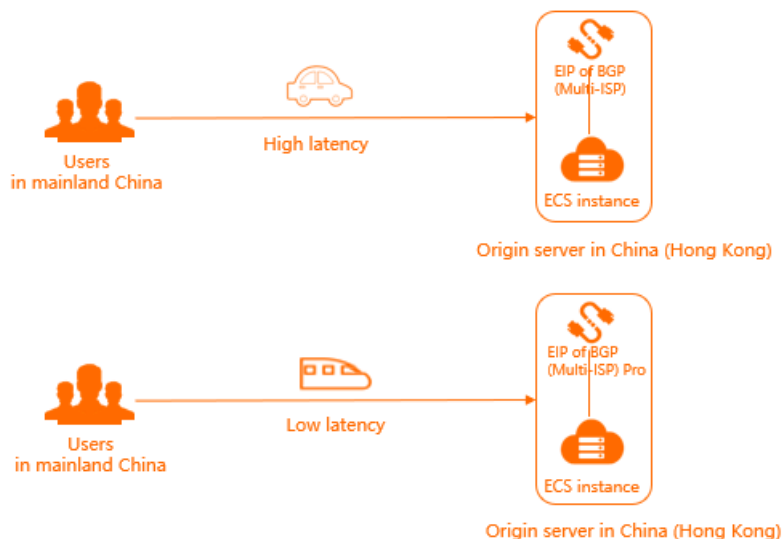 EIP of BGP
(Multi-ISP)
High latency
Users
in mainland China
ECS instance
Origin server in China (Hong Kong)
EIP of BGP
(Multi-ISP) Pro
Low latency
Users
in mainland China
ECS instance
Origin server in China (Hong Kong)